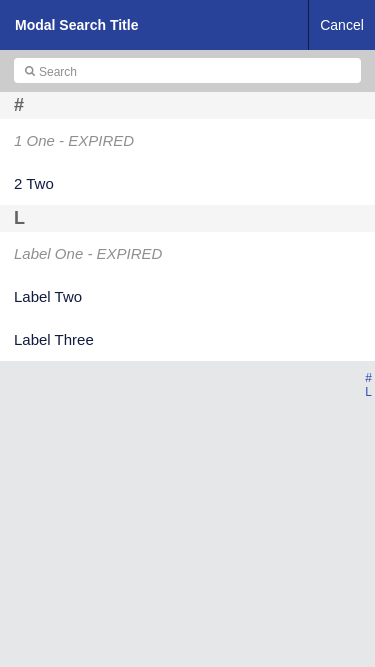 Modal Search Title
Cancel
Search
#
1 One - EXPIRED
2 Two
L
Label One - EXPIRED
Label Two
Label Three
#
L